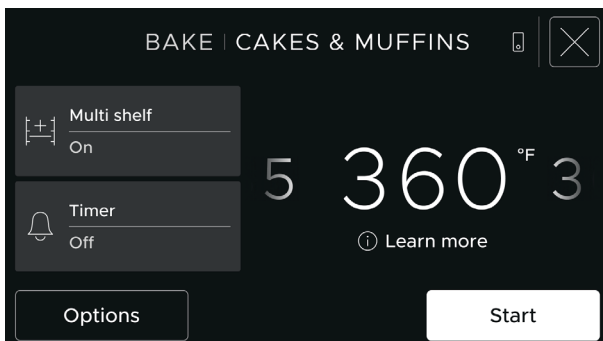 BAKE | CAKES & MUFFINS
Multi shelf
On
5 360 °F 3
Timer
Off
Learn more
Options
Start